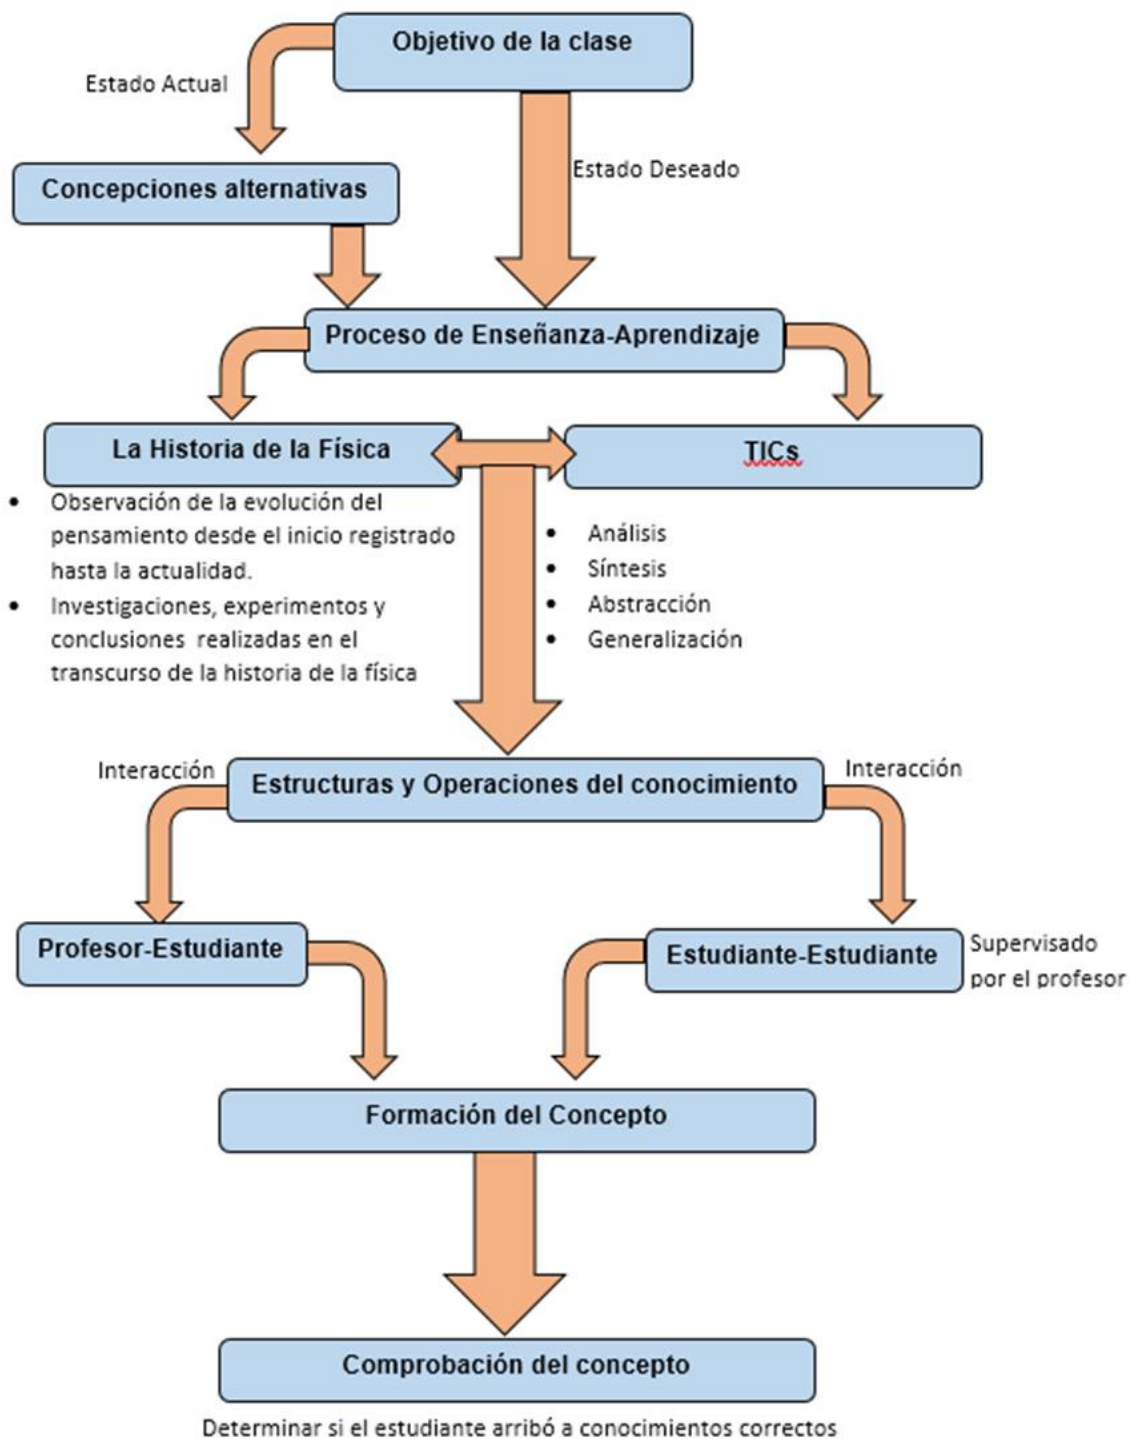 Objetivo de la clase
Estado Actual
Estado Deseado
Concepciones alternativas
Proceso de Enseñanza-Aprendizaje
La Historia de la Física
TICs
• Observación de la evolución del
pensamiento desde el inicio registrado
hasta la actualidad.
• Investigaciones, experimentos y
conclusiones realizadas en el
transcurso de la historia de la física
• Análisis
• Síntesis
• Abstracción
• Generalización
Interacción
Estructuras y Operaciones del conocimiento
Interacción
Profesor-Estudiante
Estudiante-Estudiante
Supervisado
por el profesor
Formación del Concepto
Comprobación del concepto
Determinar si el estudiante arribó a conocimientos correctos